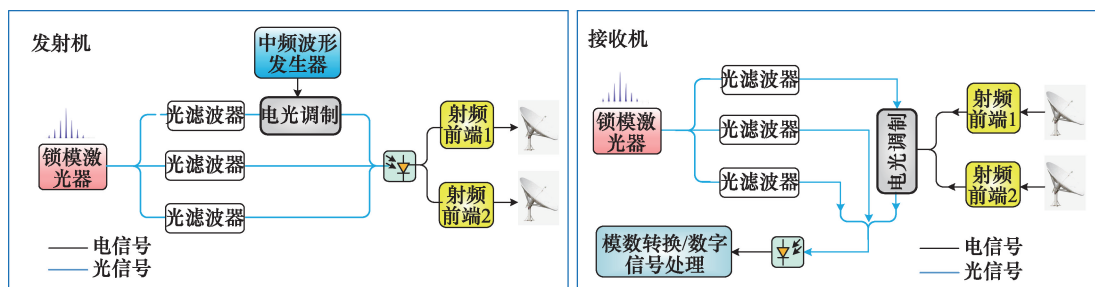 发射机
中频波形
发生器
光滤波器
电光调制
锁模激
光器
光滤波器
光滤波器
射频
前端1
射频
前端2
电信号
光信号
接收机
光滤波器
锁模激
光器
光滤波器
光滤波器
电光调制
射频
前端1
射频
前端2
模数转换/数字
信号处理
电信号
光信号